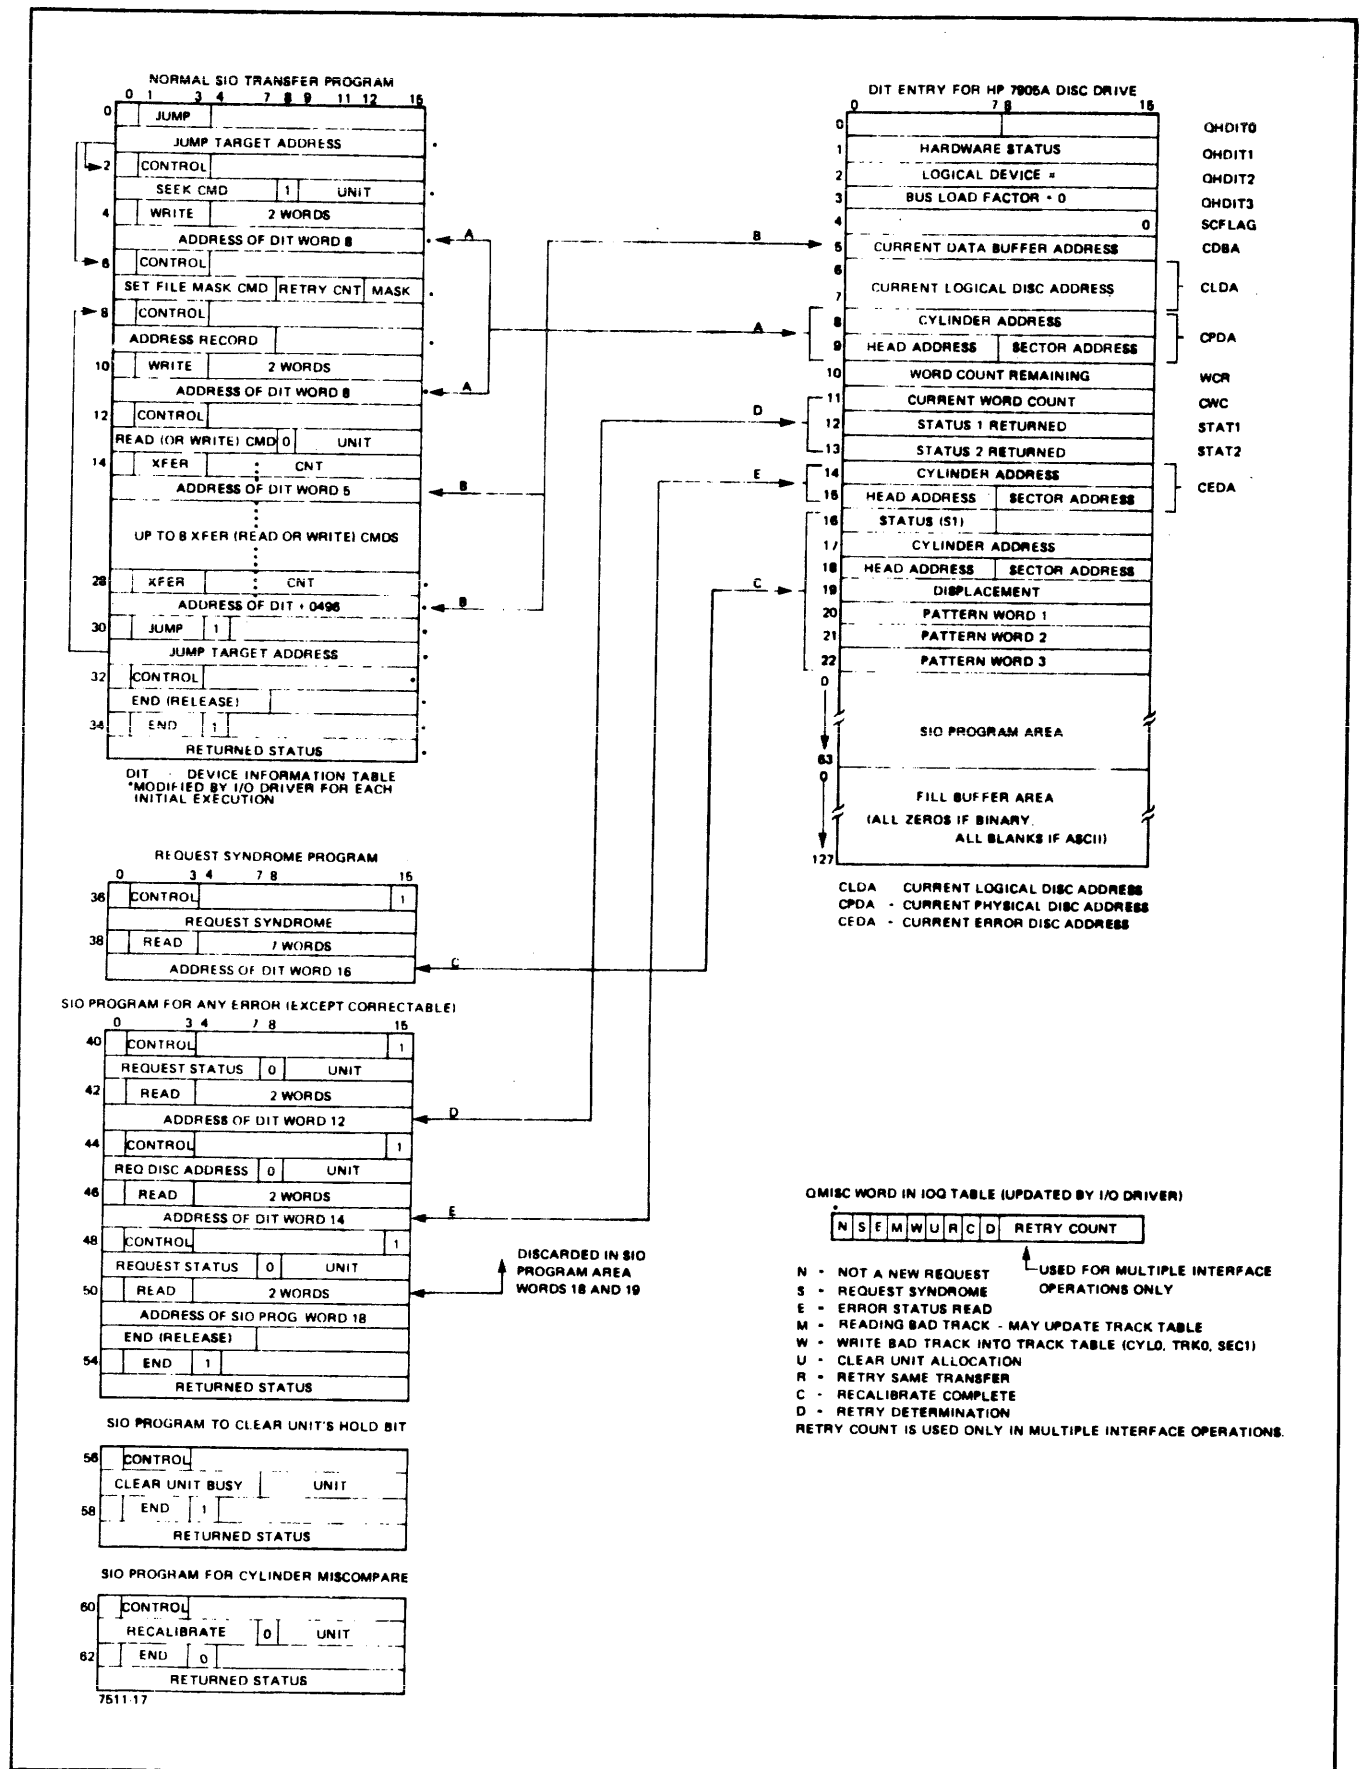 NORMAL SIO TRANSFER PROGRAM
0 1 3 4 7 8 9 11 12 15
0 JUMP
JUMP TARGET ADDRESS
2 CONTROL
SEEK CMD 1 UNIT
4 WRITE 2 WORDS
ADDRESS OF DIT WORD 8 A
6 CONTROL
SET FILE MASK CMD RETRY CNT MASK
8 CONTROL
ADDRESS RECORD
10 WRITE 2 WORDS
ADDRESS OF DIT WORD 8 A
12 CONTROL
READ (OR WRITE) CMD 0 UNIT
14 XFER CNT
ADDRESS OF DIT WORD 5 B
UP TO 8 XFER (READ OR WRITE) CMDS
28 XFER CNT
ADDRESS OF DIT + 0496 B
30 JUMP 1
JUMP TARGET ADDRESS
32 CONTROL
END (RELEASE)
34 END 1
RETURNED STATUS
DIT - DEVICE INFORMATION TABLE
*MODIFIED BY I/O DRIVER FOR EACH
INITIAL EXECUTION
REQUEST SYNDROME PROGRAM
0 3 4 7 8 15
36 CONTROL 1
REQUEST SYNDROME
38 READ 7 WORDS
ADDRESS OF DIT WORD 16 C
SIO PROGRAM FOR ANY ERROR (EXCEPT CORRECTABLE)
0 3 4 7 8 15
40 CONTROL 1
REQUEST STATUS 0 UNIT
42 READ 2 WORDS
ADDRESS OF DIT WORD 12 D
44 CONTROL 1
REQ DISC ADDRESS 0 UNIT
46 READ 2 WORDS
ADDRESS OF DIT WORD 14 E
48 CONTROL 1
REQUEST STATUS 0 UNIT
50 READ 2 WORDS
ADDRESS OF SIO PROG WORD 18
END (RELEASE)
54 END 1
RETURNED STATUS
DISCARDED IN SIO
PROGRAM AREA
WORDS 18 AND 19
SIO PROGRAM TO CLEAR UNIT'S HOLD BIT
56 CONTROL
CLEAR UNIT BUSY UNIT
58 END 1
RETURNED STATUS
SIO PROGRAM FOR CYLINDER MISCOMPARE
60 CONTROL
RECALIBRATE 0 UNIT
62 END 0
RETURNED STATUS
7511-17
DIT ENTRY FOR HP 7905A DISC DRIVE
0 7 8 15
0 QHDIT0
1 HARDWARE STATUS QHDIT1
2 LOGICAL DEVICE # QHDIT2
3 BUS LOAD FACTOR = 0 QHDIT3
4 0 SCFLAG
B 5 CURRENT DATA BUFFER ADDRESS CDBA
6
7 CURRENT LOGICAL DISC ADDRESS CLDA
A 8 CYLINDER ADDRESS
9 HEAD ADDRESS SECTOR ADDRESS CPDA
10 WORD COUNT REMAINING WCR
11 CURRENT WORD COUNT CWC
D 12 STATUS 1 RETURNED STAT1
13 STATUS 2 RETURNED STAT2
E 14 CYLINDER ADDRESS
15 HEAD ADDRESS SECTOR ADDRESS CEDA
16 STATUS (S1)
17 CYLINDER ADDRESS
18 HEAD ADDRESS SECTOR ADDRESS
C 19 DISPLACEMENT
20 PATTERN WORD 1
21 PATTERN WORD 2
22 PATTERN WORD 3
0
SIO PROGRAM AREA
63
0
FILL BUFFER AREA
(ALL ZEROS IF BINARY,
ALL BLANKS IF ASCII)
127
CLDA - CURRENT LOGICAL DISC ADDRESS
CPDA - CURRENT PHYSICAL DISC ADDRESS
CEDA - CURRENT ERROR DISC ADDRESS
QMISC WORD IN IOQ TABLE (UPDATED BY I/O DRIVER)
N S E M W U R C D RETRY COUNT
USED FOR MULTIPLE INTERFACE
OPERATIONS ONLY
N - NOT A NEW REQUEST
S - REQUEST SYNDROME
E - ERROR STATUS READ
M - READING BAD TRACK - MAY UPDATE TRACK TABLE
W - WRITE BAD TRACK INTO TRACK TABLE (CYL0, TRK0, SEC1)
U - CLEAR UNIT ALLOCATION
R - RETRY SAME TRANSFER
C - RECALIBRATE COMPLETE
D - RETRY DETERMINATION
RETRY COUNT IS USED ONLY IN MULTIPLE INTERFACE OPERATIONS.